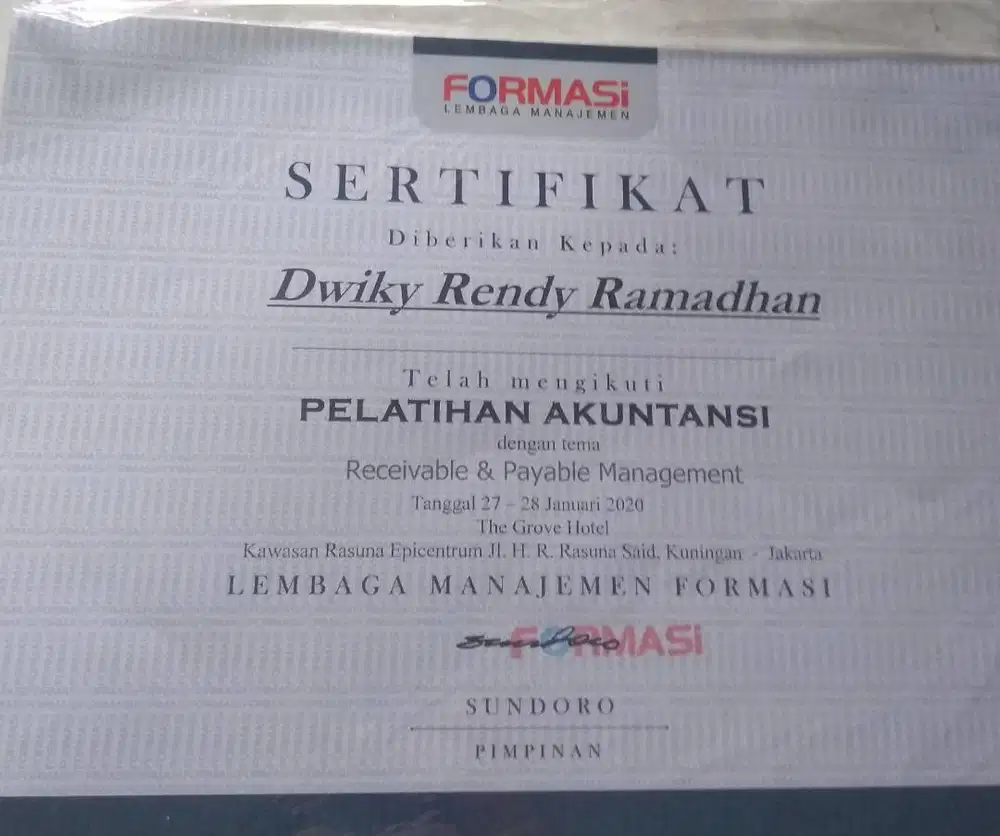 FORMASi
LEMBAGA MANAJEMEN
SERTIFIKAT
Diberikan Kepada:
Dwiky Rendy Ramadhan
Telah mengikuti
PELATIHAN AKUNTANSI
dengan tema
Receivable & Payable Management
Tanggal 27 - 28 Januari 2020
The Grove Hotel
Kawasan Rasuna Epicentrum Jl. H. R. Rasuna Said, Kuningan - Jakarta
LEMBAGA MANAJEMEN FORMASI
Sundoro FORMASi
SUNDORO
PIMPINAN